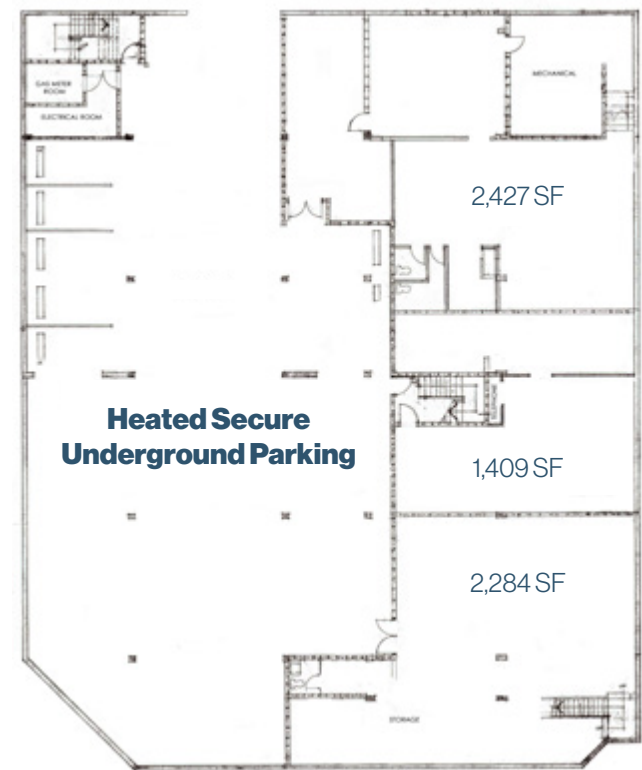 GAS METER
ROOM
ELECTRICAL ROOM
MECHANICAL
2,427 SF
Heated Secure
Underground Parking
1,409 SF
2,284 SF
STORAGE